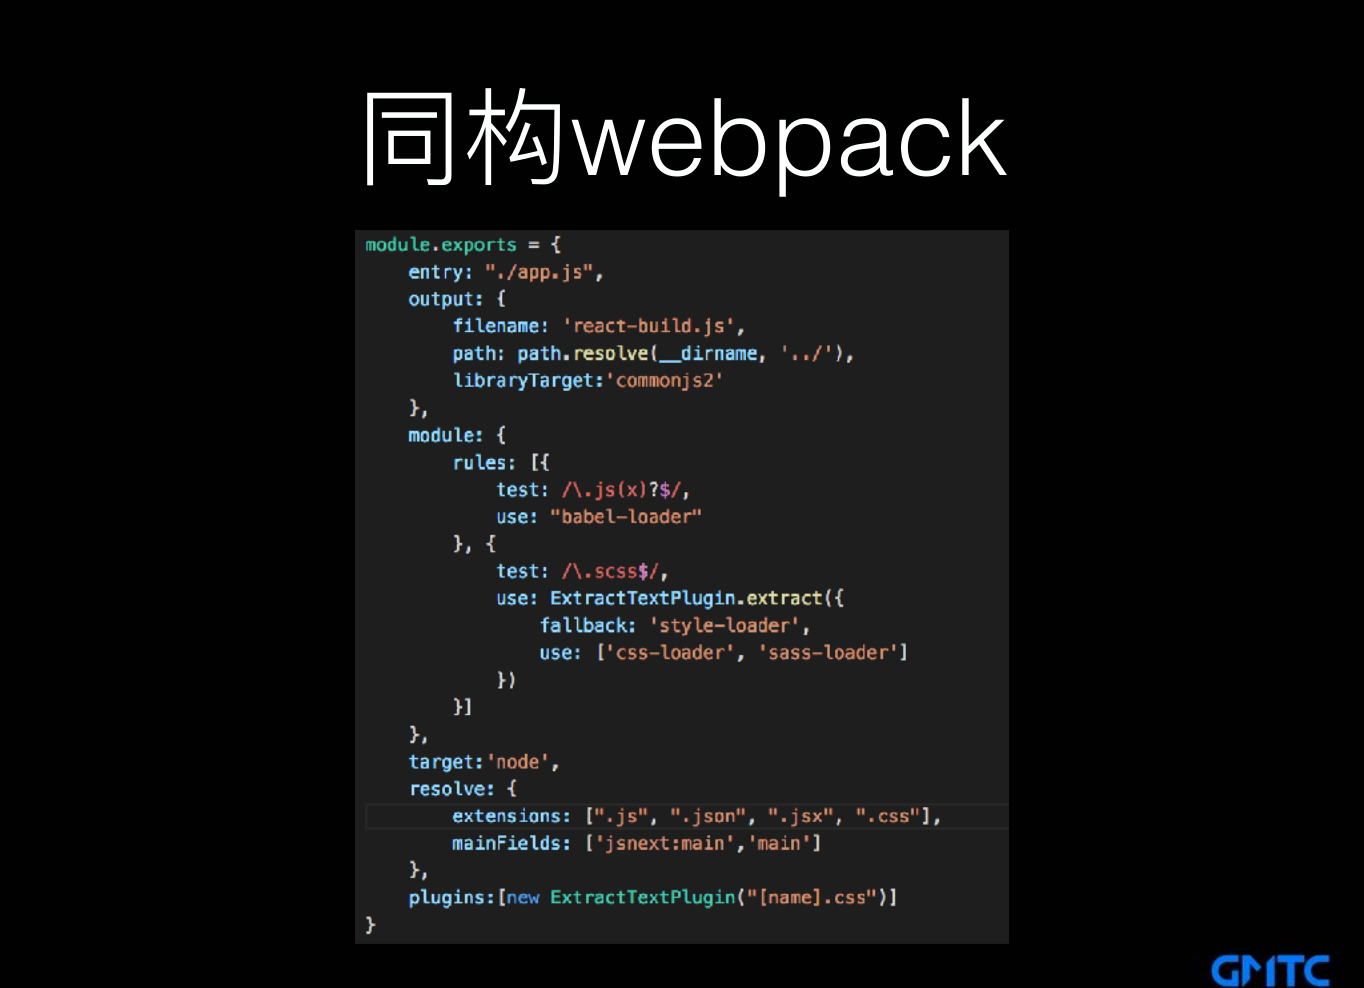 同构webpack
module.exports = {
    entry: "./app.js",
    output: {
        filename: 'react-build.js',
        path: path.resolve(__dirname, '../'),
        libraryTarget:'commonjs2'
    },
    module: {
        rules: [{
            test: /\.js(x)?$/,
            use: "babel-loader"
        }, {
            test: /\.scss$/,
            use: ExtractTextPlugin.extract({
                fallback: 'style-loader',
                use: ['css-loader', 'sass-loader']
            })
        }]
    },
    target:'node',
    resolve: {
        extensions: [".js", ".json", ".jsx", ".css"],
        mainFields: ['jsnext:main','main']
    },
    plugins:[new ExtractTextPlugin("[name].css")]
}
GMTC